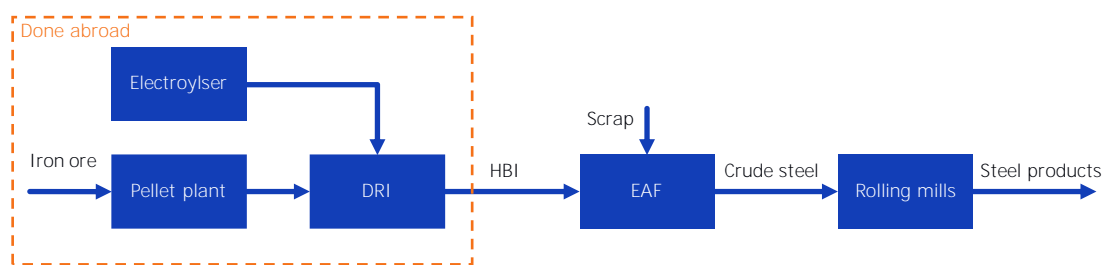 Done abroad
Electroylser
Scrap
Iron ore
HBI
Crude steel
Steel products
Pellet plant
DRI
EAF
Rolling mills